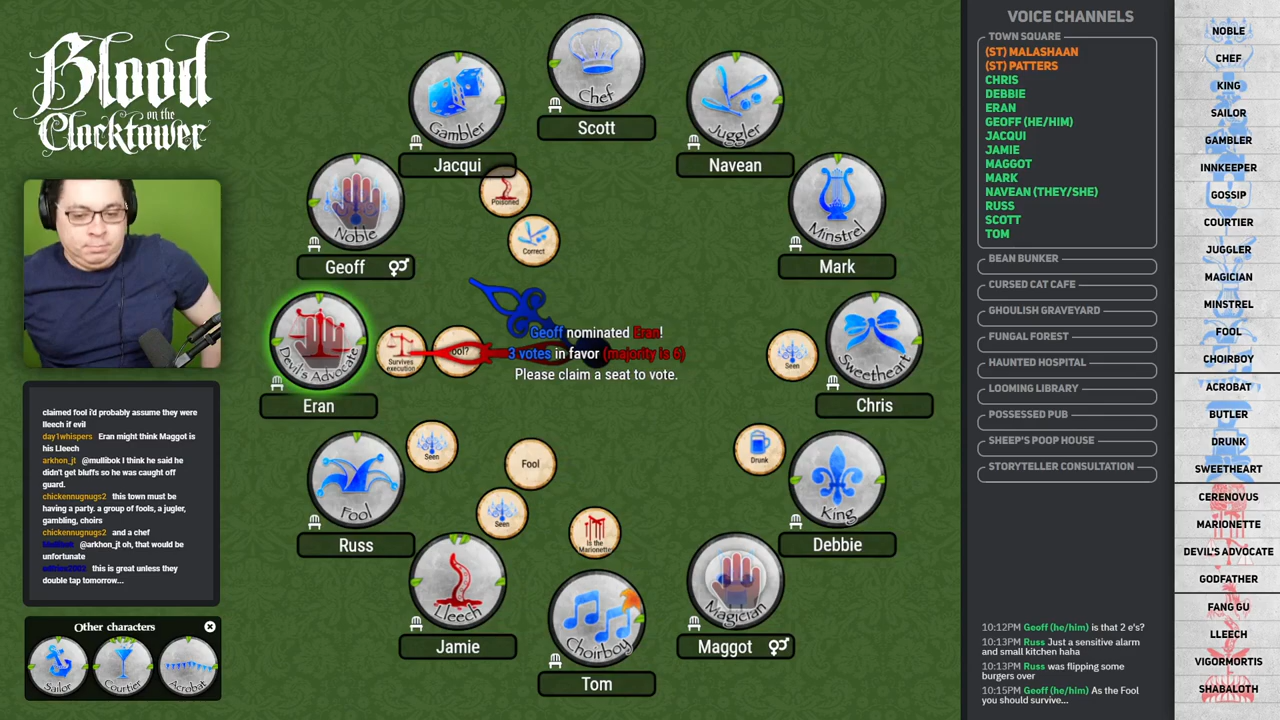 Blood
on the
Clocktower
claimed fool i'd probably assume they were
lleech if evil
day1whispers Eran might think Maggot is
his Lleech
arkhon_jt @mullibok I think he said he
didn't get bluffs so he was caught off
guard.
chickennugnugs2 this town must be
having a party. a group of fools, a jugler,
gambling, choirs
chickennugnugs2 and a chef
@arkhon_jt oh, that would be
unfortunate
this is great unless they
double tap tomorrow...
Other characters
Sailor
Courtier
Acrobat
Chef
Scott
Gambler
Jacqui
Juggler
Navean
Noble
Geoff
Poisoned
Correct
Minstrel
Mark
Devil's Advocate
Eran
Survives
execution
ool?
Geoff nominated Eran!
3 votes in favor (majority is 6)
Please claim a seat to vote.
Seen
Sweetheart
Chris
Fool
Russ
Seen
Fool
Seen
Drunk
King
Debbie
Lleech
Jamie
Is the
Marionette
Choirboy
Tom
Magician
Maggot
VOICE CHANNELS
TOWN SQUARE
(ST) MALASHAAN
(ST) PATTERS
CHRIS
DEBBIE
ERAN
GEOFF (HE/HIM)
JACQUI
JAMIE
MAGGOT
MARK
NAVEAN (THEY/SHE)
RUSS
SCOTT
TOM
BEAN BUNKER
CURSED CAT CAFE
GHOULISH GRAVEYARD
FUNGAL FOREST
HAUNTED HOSPITAL
LOOMING LIBRARY
POSSESSED PUB
SHEEP'S POOP HOUSE
STORYTELLER CONSULTATION
10:12PM Geoff (he/him) is that 2 e's?
10:13PM Russ Just a sensitive alarm
and small kitchen haha
10:13PM Russ was flipping some
burgers over
10:15PM Geoff (he/him) As the Fool
you should survive...
NOBLE
CHEF
KING
SAILOR
GAMBLER
INNKEEPER
GOSSIP
COURTIER
JUGGLER
MAGICIAN
MINSTREL
FOOL
CHOIRBOY
ACROBAT
BUTLER
DRUNK
SWEETHEART
CERENOVUS
MARIONETTE
DEVIL'S ADVOCATE
GODFATHER
FANG GU
LLEECH
VIGORMORTIS
SHABALOTH